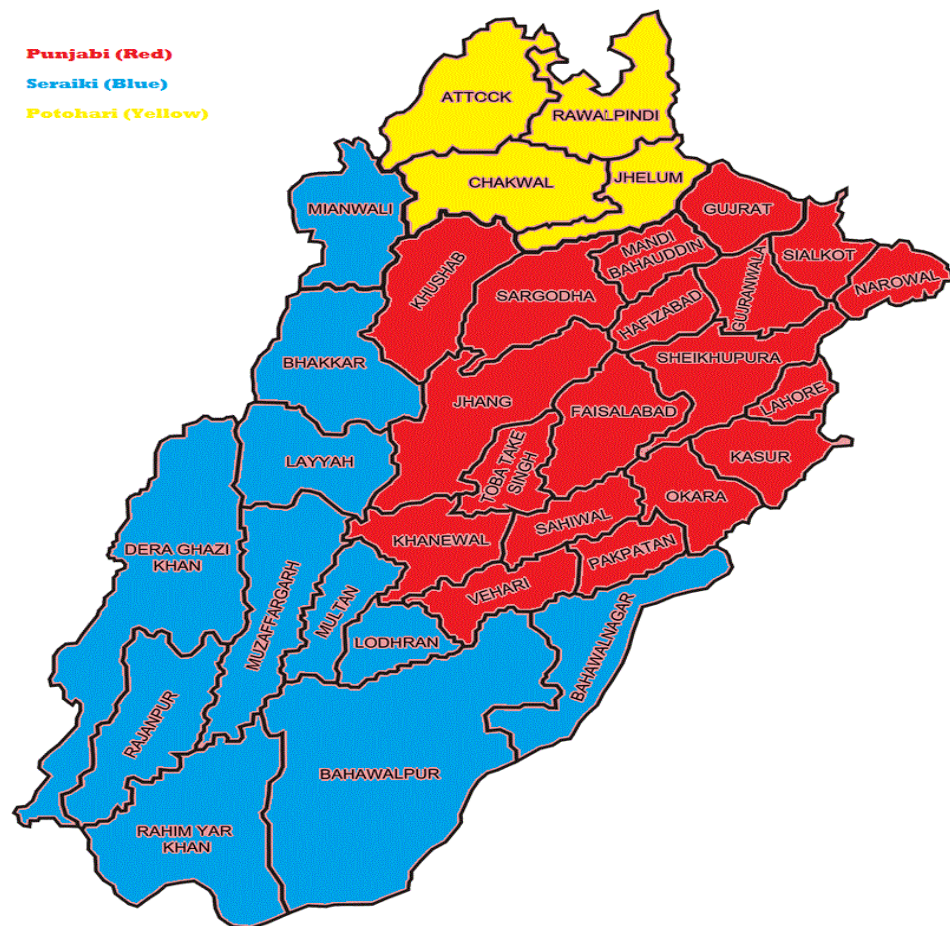 Punjabi (Red)
Seraiki (Blue)
Potohari (Yellow)
ATTCCK
RAWALPINDI
CHAKWAL
JHELUM
MIANWALI
GUJRAT
KHUSHAB
SARGODHA
MANDI
BAHAUDDIN
SIALKOT
NAROWAL
GUJRANWALA
HAFIZABAD
SHEIKHUPURA
BHAKKAR
JHANG
FAISALABAD
LAHORE
LAYYAH
TOBA TAKE
SINGH
KASUR
OKARA
KHANEWAL
SAHIWAL
PAKPATAN
DERA GHAZI
KHAN
MUZAFFARGARH
MULTAN
VEHARI
LODHRAN
BAHAWALNAGAR
RAJANPUR
BAHAWALPUR
RAHIM YAR
KHAN